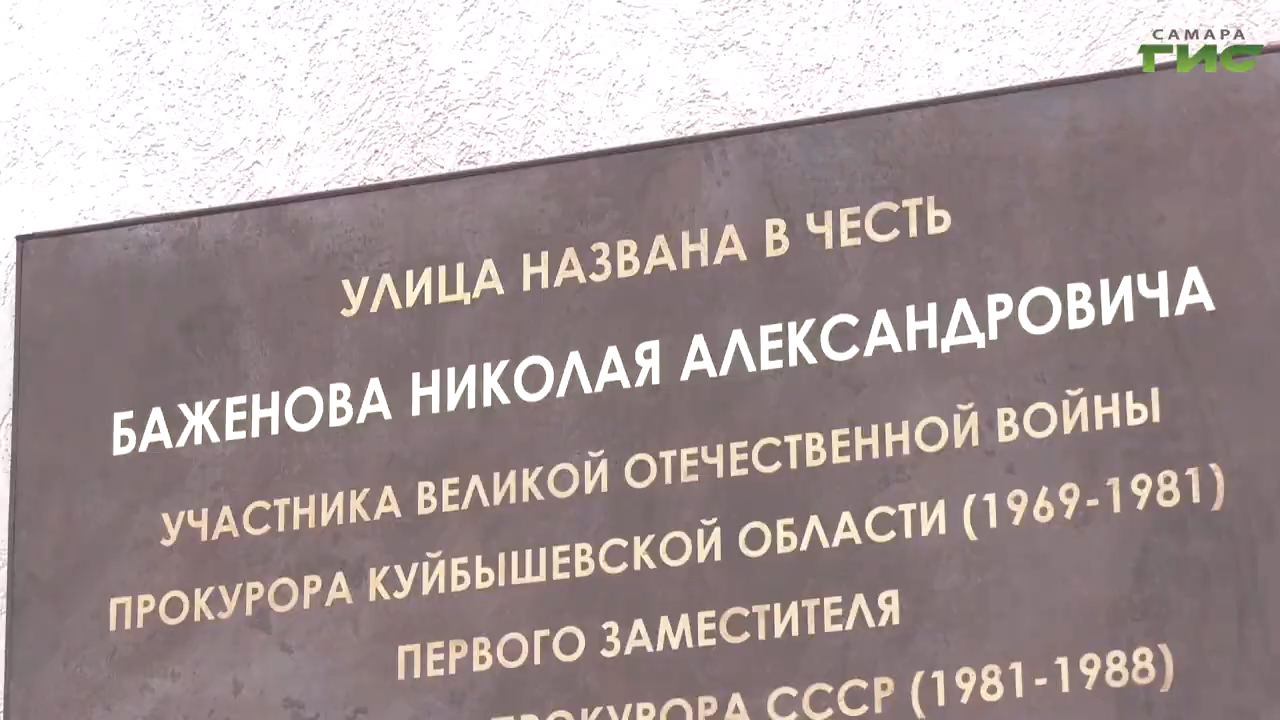 САМАРА
ГИС
УЛИЦА НАЗВАНА В ЧЕСТЬ
БАЖЕНОВА НИКОЛАЯ АЛЕКСАНДРОВИЧА
УЧАСТНИКА ВЕЛИКОЙ ОТЕЧЕСТВЕННОЙ ВОЙНЫ
ПРОКУРОРА КУЙБЫШЕВСКОЙ ОБЛАСТИ (1969-1981)
ПЕРВОГО ЗАМЕСТИТЕЛЯ
ПРОКУРОРА СССР (1981-1988)